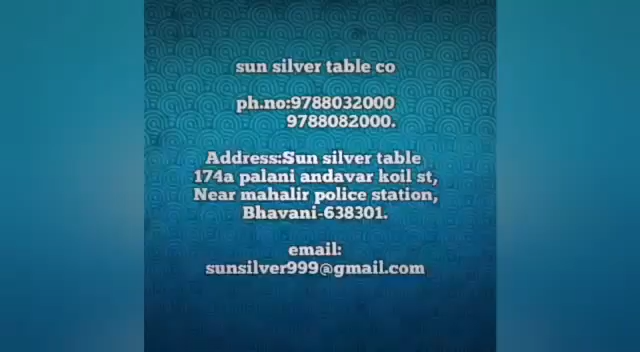 sun silver table co
ph.no:9788032000
9788082000.
Address:Sun silver table
174a palani andavar koil st,
Near mahalir police station,
Bhavani-638301.
email:
sunsilver999@gmail.com